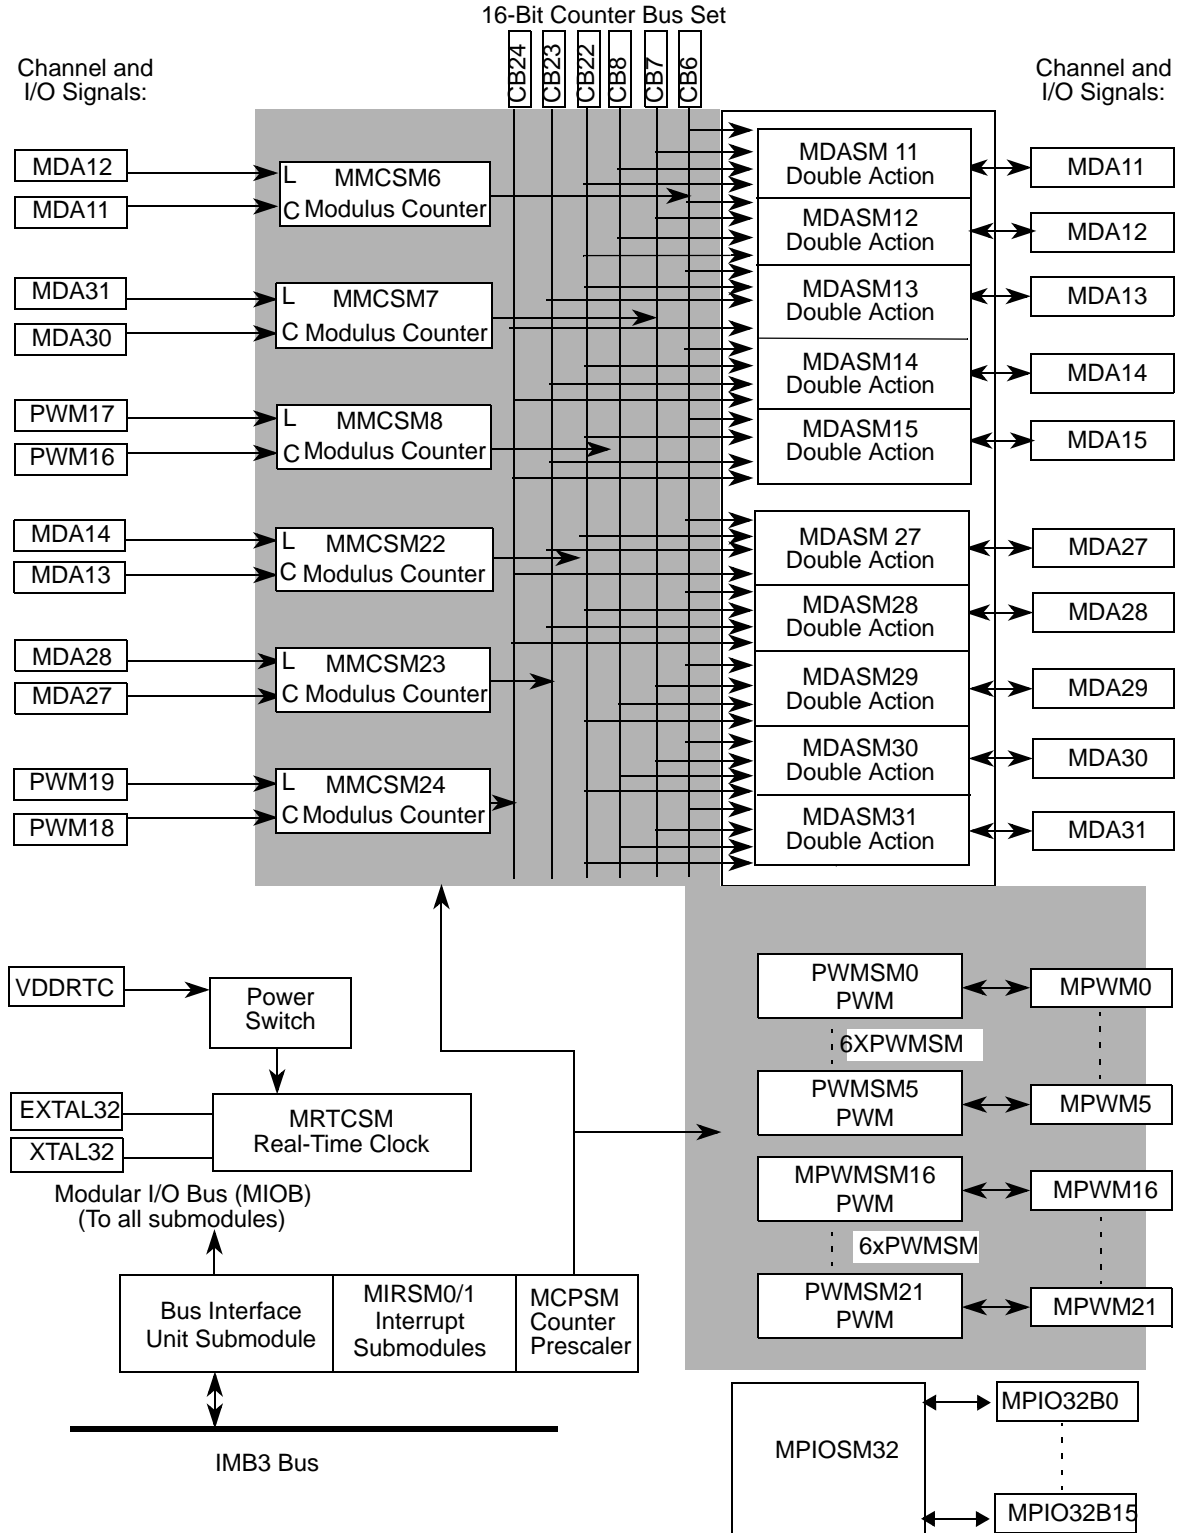 16-Bit Counter Bus Set
CB24
CB23
CB22
CB8
CB7
CB6
Channel and
I/O Signals:
Channel and
I/O Signals:
MDA12
MDA11
L
C
MMCSM6
Modulus Counter
MDA31
MDA30
L
C
MMCSM7
Modulus Counter
PWM17
PWM16
L
C
MMCSM8
Modulus Counter
MDA14
MDA13
L
C
MMCSM22
Modulus Counter
MDA28
MDA27
L
C
MMCSM23
Modulus Counter
PWM19
PWM18
L
C
MMCSM24
Modulus Counter
MDASM 11
Double Action
MDA11
MDASM12
Double Action
MDA12
MDASM13
Double Action
MDA13
MDASM14
Double Action
MDA14
MDASM15
Double Action
MDA15
MDASM 27
Double Action
MDA27
MDASM28
Double Action
MDA28
MDASM29
Double Action
MDA29
MDASM30
Double Action
MDA30
MDASM31
Double Action
MDA31
VDDRTC
Power
Switch
EXTAL32
XTAL32
MRTCSM
Real-Time Clock
Modular I/O Bus (MIOB)
(To all submodules)
Bus Interface
Unit Submodule
MIRSM0/1
Interrupt
Submodules
MCPSM
Counter
Prescaler
IMB3 Bus
PWMSM0
PWM
MPWM0
6XPWMSM
PWMSM5
PWM
MPWM5
MPWMSM16
PWM
MPWM16
6xPWMSM
PWMSM21
PWM
MPWM21
MPIOSM32
MPIO32B0
MPIO32B15